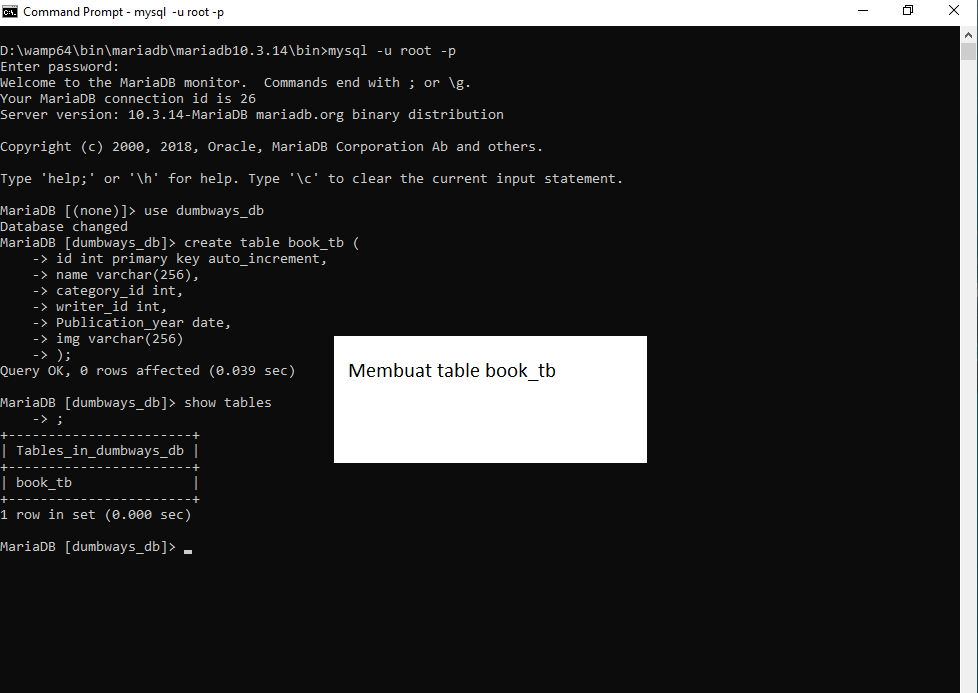 Command Prompt - mysql -u root -p
D:\wamp64\bin\mariadb\mariadb10.3.14\bin>mysql -u root -p
Enter password:
Welcome to the MariaDB monitor.  Commands end with ; or \g.
Your MariaDB connection id is 26
Server version: 10.3.14-MariaDB mariadb.org binary distribution
Copyright (c) 2000, 2018, Oracle, MariaDB Corporation Ab and others.
Type 'help;' or '\h' for help. Type '\c' to clear the current input statement.
MariaDB [(none)]> use dumbways_db
Database changed
MariaDB [dumbways_db]> create table book_tb (
    -> id int primary key auto_increment,
    -> name varchar(256),
    -> category_id int,
    -> writer_id int,
    -> Publication_year date,
    -> img varchar(256)
    -> );
Query OK, 0 rows affected (0.039 sec)
MariaDB [dumbways_db]> show tables
    -> ;
+-----------------------+
| Tables_in_dumbways_db |
+-----------------------+
| book_tb               |
+-----------------------+
1 row in set (0.000 sec)
MariaDB [dumbways_db]>
Membuat table book_tb